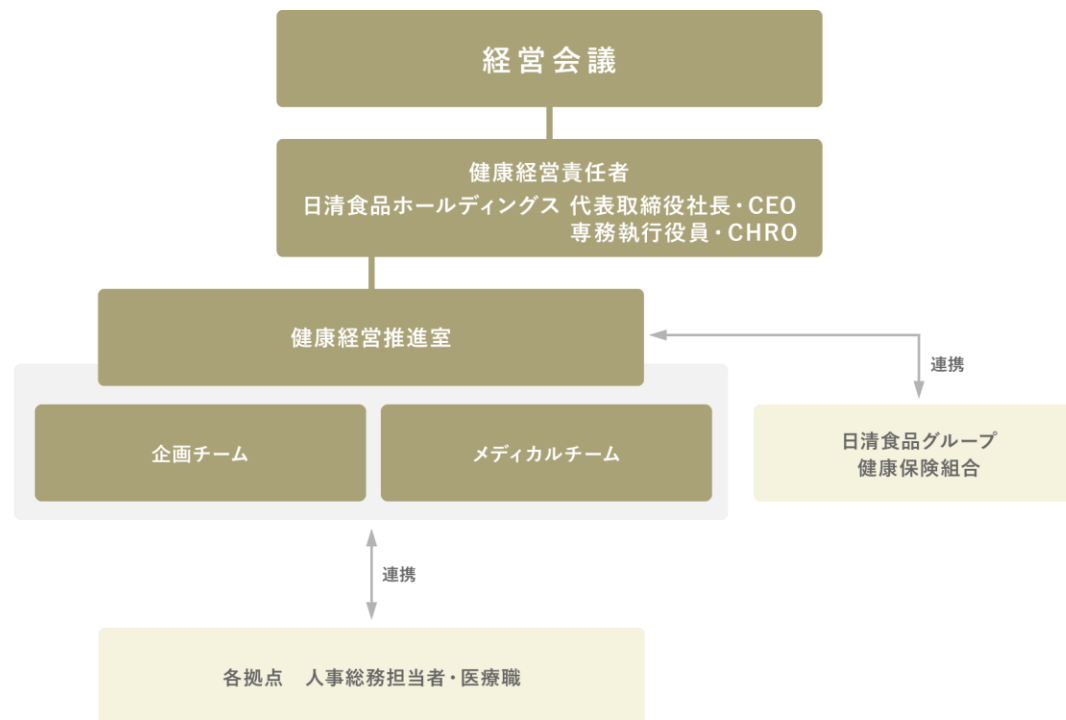 経営会議
健康経営責任者
日清食品ホールディングス 代表取締役社長・CEO
専務執行役員・CHRO
健康経営推進室
連携
企画チーム
メディカルチーム
日清食品グループ
健康保険組合
連携
各拠点　人事総務担当者・医療職